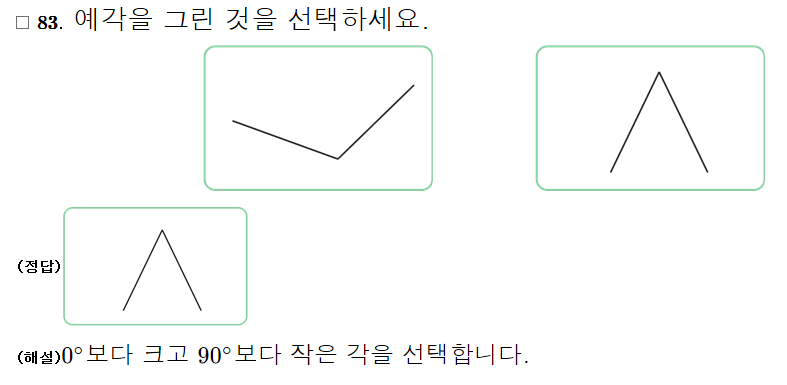 □ 83. 예각을 그린 것을 선택하세요.
(정답)
(해설)0°보다 크고 90°보다 작은 각을 선택합니다.